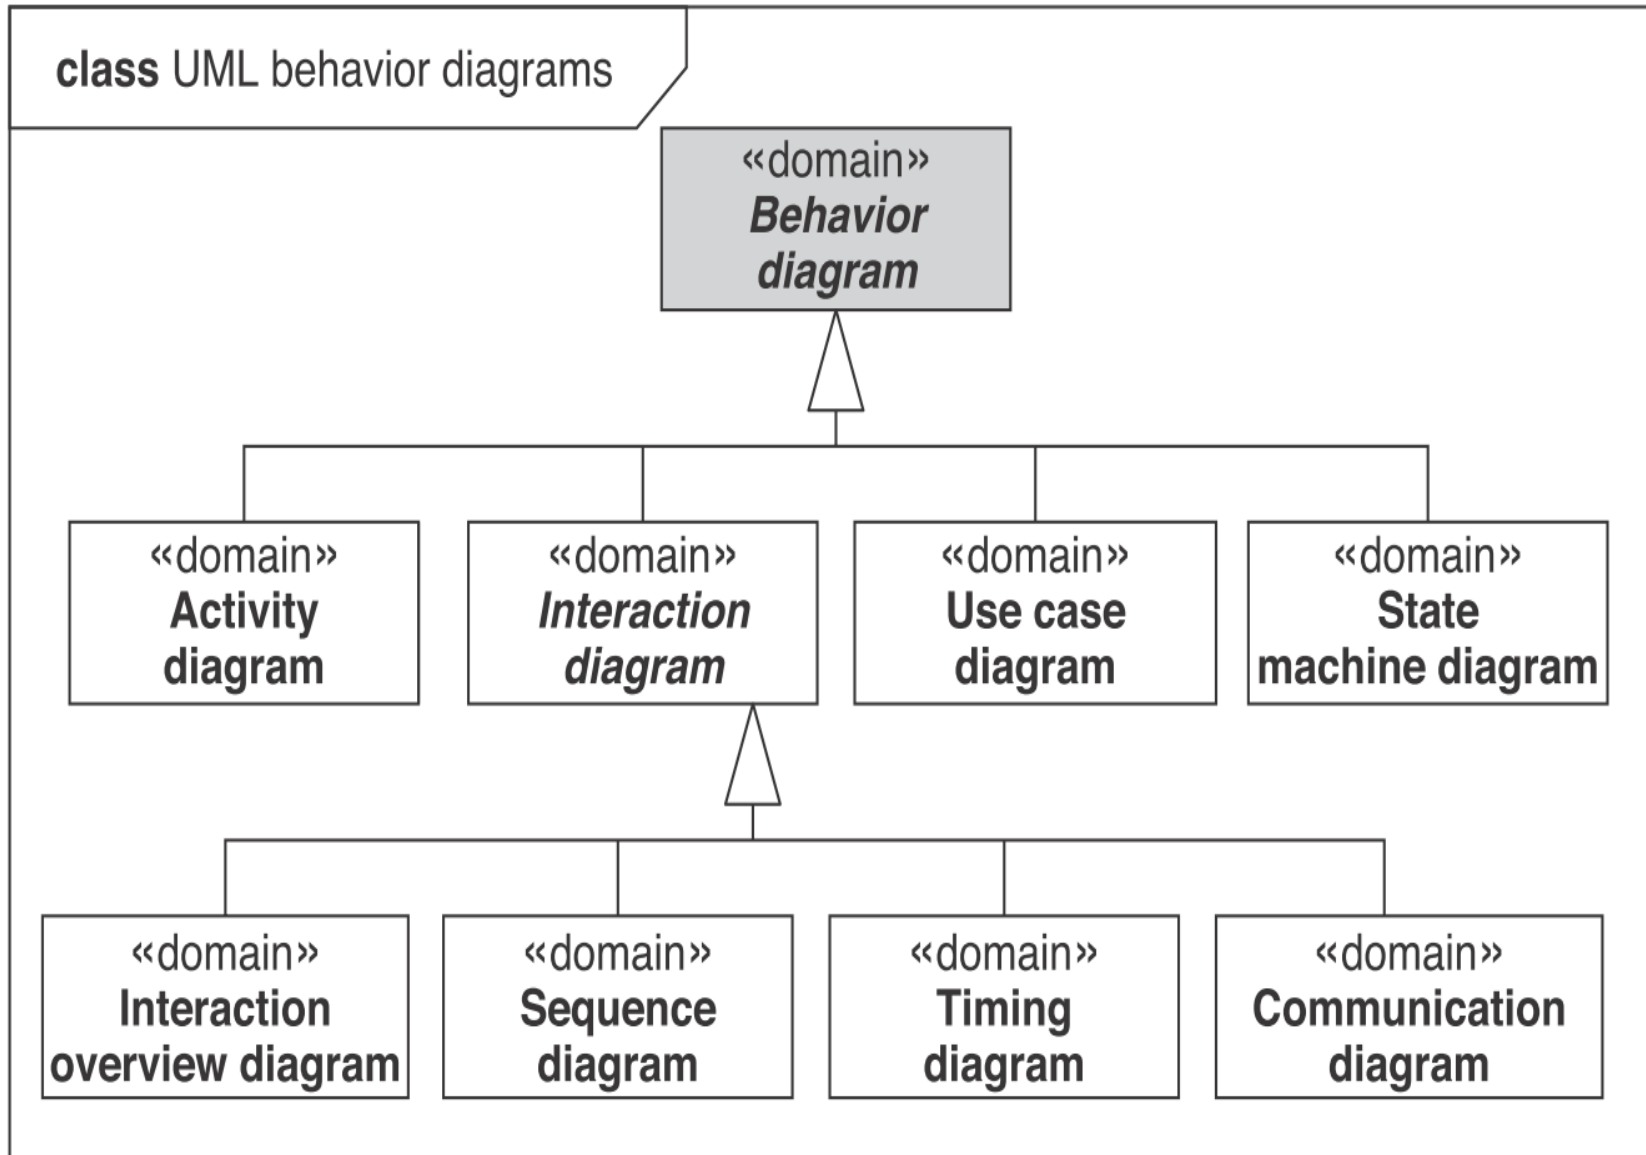 class UML behavior diagrams
«domain»
Behavior
diagram
«domain»
Activity
diagram
«domain»
Interaction
diagram
«domain»
Use case
diagram
«domain»
State
machine diagram
«domain»
Interaction
overview diagram
«domain»
Sequence
diagram
«domain»
Timing
diagram
«domain»
Communication
diagram